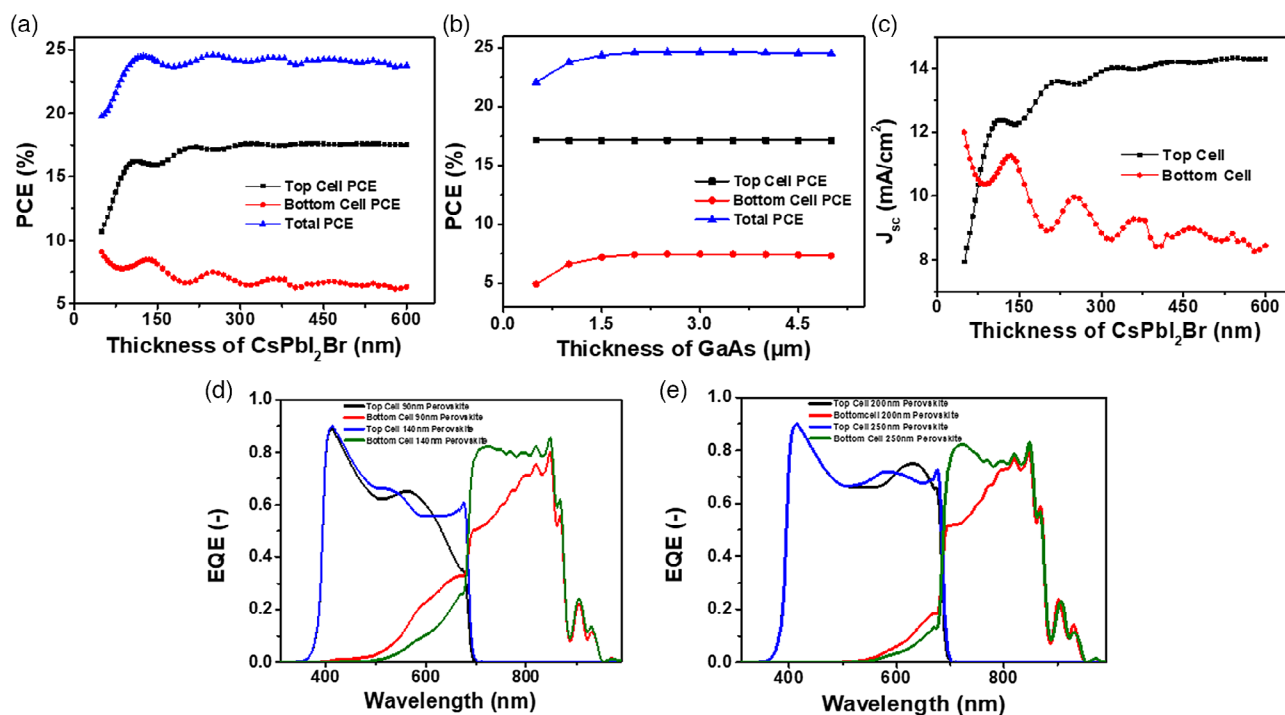 (a)
PCE (%)
25
20
15
10
5
0
150
300
450
600
Top Cell PCE
Bottom Cell PCE
Total PCE
Thickness of CsPbI₂Br (nm)
(b)
PCE (%)
25
20
15
10
5
0.0
1.5
3.0
4.5
Top Cell PCE
Bottom Cell PCE
Total PCE
Thickness of GaAs (µm)
(c)
Jsc (mA/cm²)
14
12
10
8
0
150
300
450
600
Top Cell
Bottom Cell
Thickness of CsPbI₂Br (nm)
(d)
EQE (-)
1.0
0.8
0.6
0.4
0.2
0.0
400
600
800
Top Cell 90nm Perovskite
Bottom Cell 90nm Perovskite
Top Cell 140nm Perovskite
Bottom Cell 140nm Perovskite
Wavelength (nm)
(e)
EQE (-)
1.0
0.8
0.6
0.4
0.2
0.0
400
600
800
Top Cell 200nm Perovskite
Bottomcell 200nm Perovskite
Top Cell 250nm Perovskite
Bottom Cell 250nm Perovskite
Wavelength (nm)